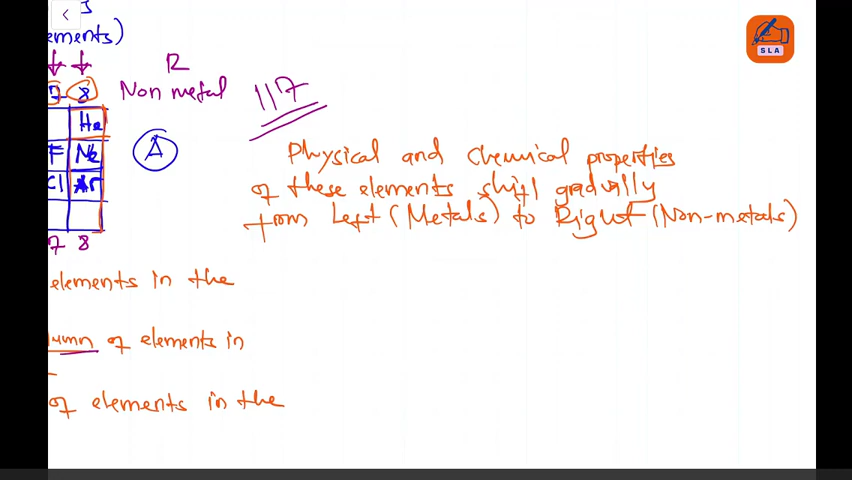 ements)
R
7 8 Non metal 117
He
F Ne A
Cl Ar
7 8
Physical and chemical properties
of these elements shift gradually
from Left (Metals) to Right (Non-metals)
elements in the
umn of elements in
of elements in the
SLA